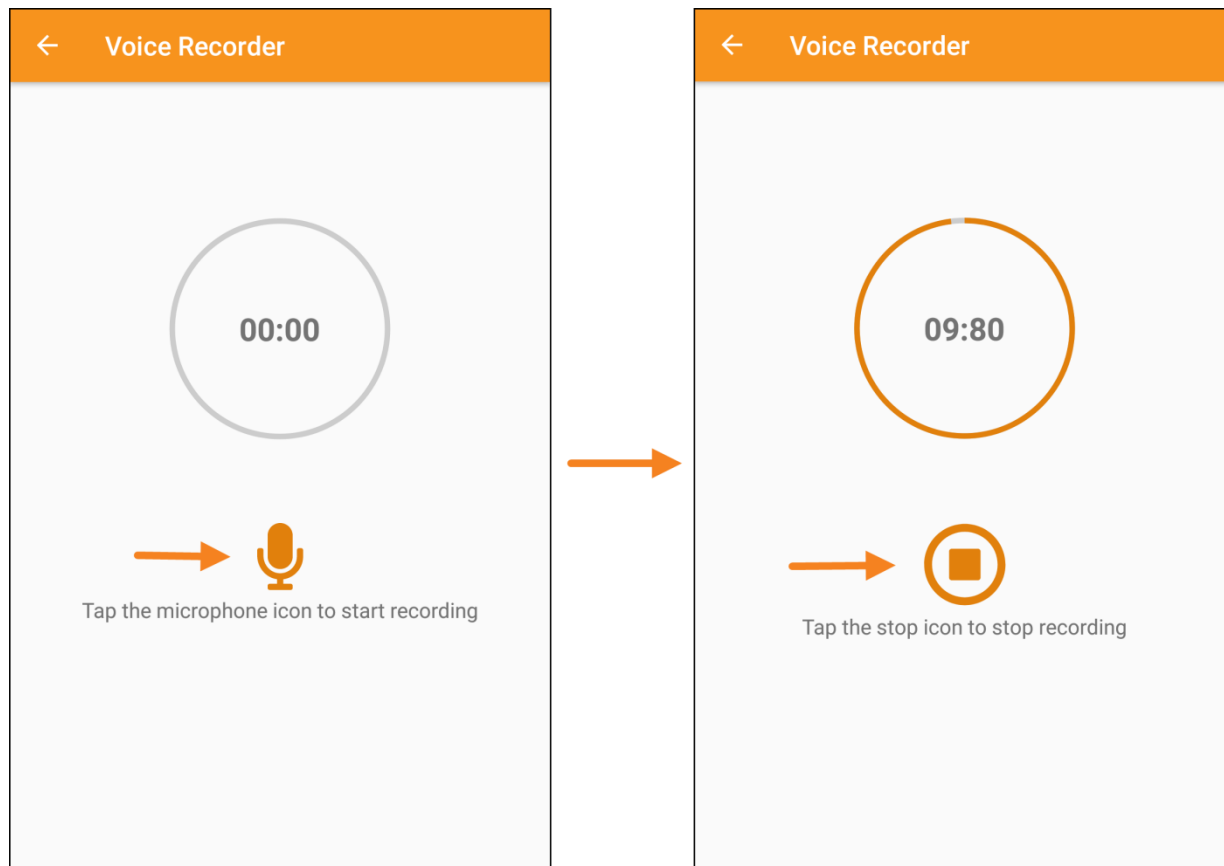 Voice Recorder
00:00
Tap the microphone icon to start recording
Voice Recorder
09:80
Tap the stop icon to stop recording